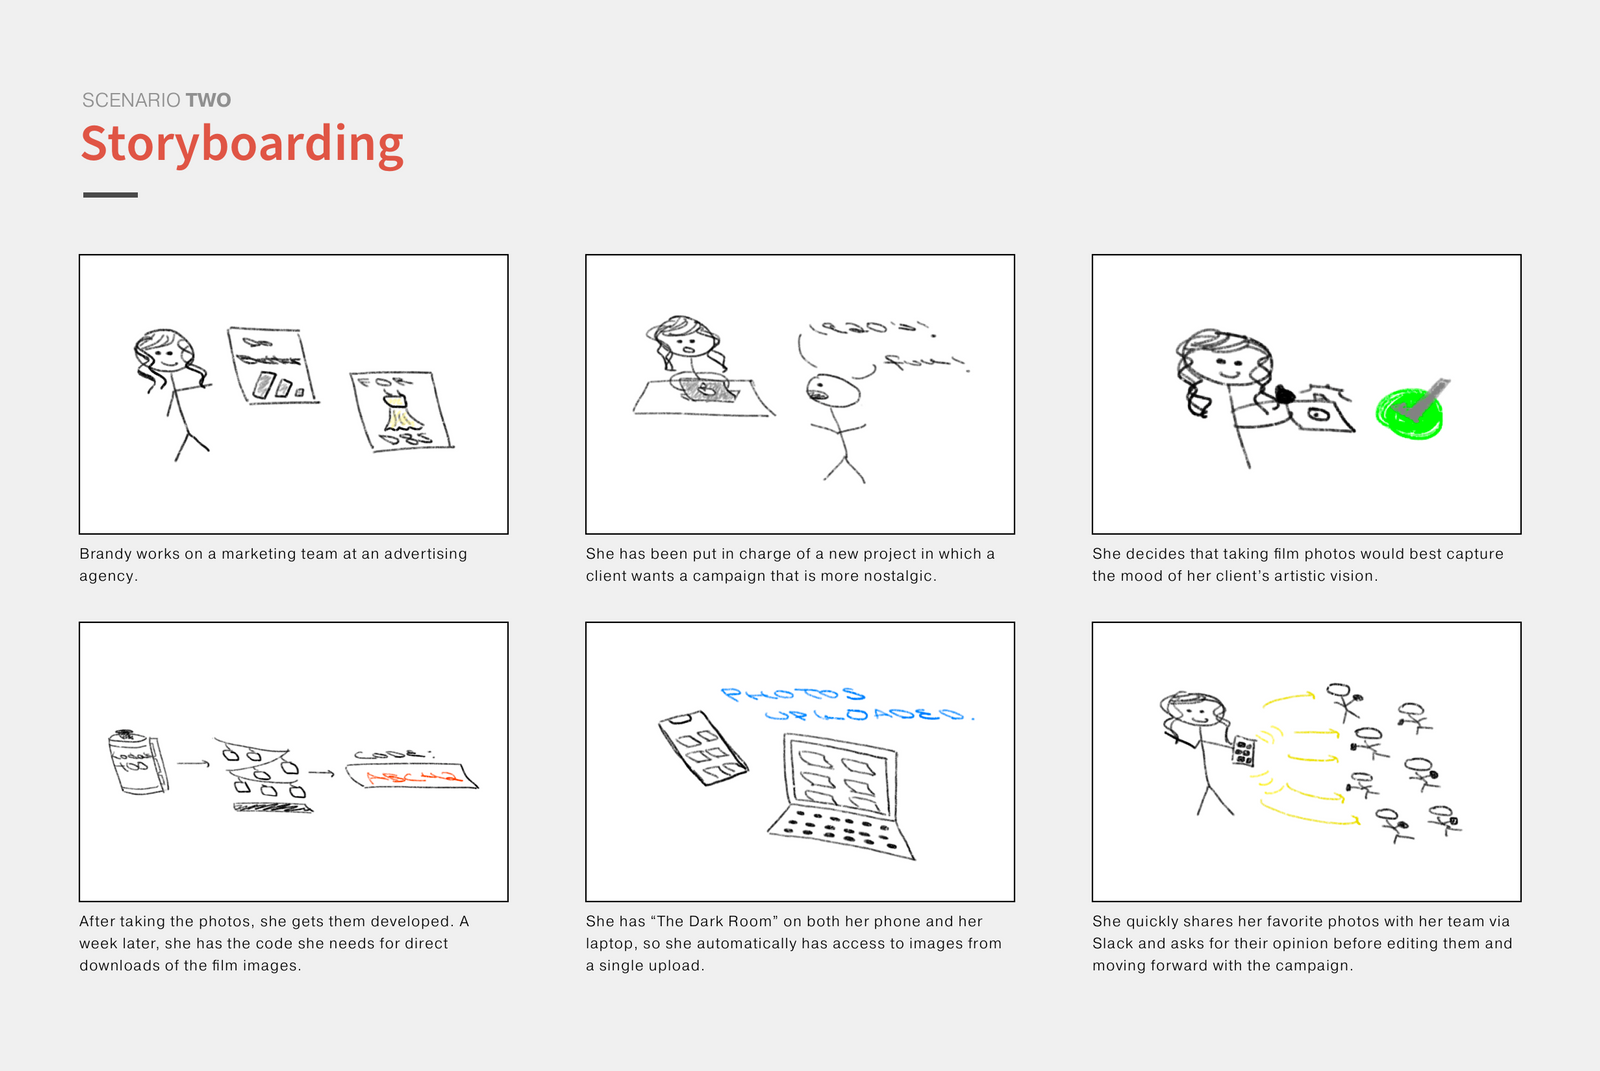 SCENARIO TWO
Storyboarding
FOR
DBS
1920's!
fun!
Brandy works on a marketing team at an advertising
agency.
She has been put in charge of a new project in which a
client wants a campaign that is more nostalgic.
She decides that taking film photos would best capture
the mood of her client’s artistic vision.
Kodak
400
CODE:
PHOTOS
UPLOADED.
After taking the photos, she gets them developed. A
week later, she has the code she needs for direct
downloads of the film images.
She has “The Dark Room” on both her phone and her
laptop, so she automatically has access to images from
a single upload.
She quickly shares her favorite photos with her team via
Slack and asks for their opinion before editing them and
moving forward with the campaign.